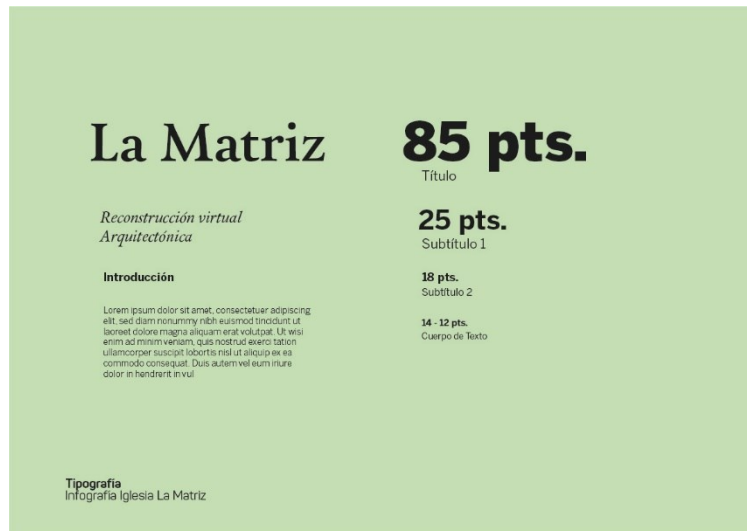 La Matriz
85 pts.
Título
Reconstrucción virtual
Arquitectónica
25 pts.
Subtítulo 1
Introducción
18 pts.
Subtítulo 2
Lorem ipsum dolor sit amet, consectetuer adipiscing
elit, sed diam nonummy nibh euismod tincidunt ut
laoreet dolore magna aliquam erat volutpat. Ut wisi
enim ad minim veniam, quis nostrud exerci tation
ullamcorper suscipit lobortis nisl ut aliquip ex ea
commodo consequat. Duis autem vel eum iriure
dolor in hendrerit in vul
14 - 12 pts.
Cuerpo de Texto
Tipografía
Infografía Iglesia La Matriz